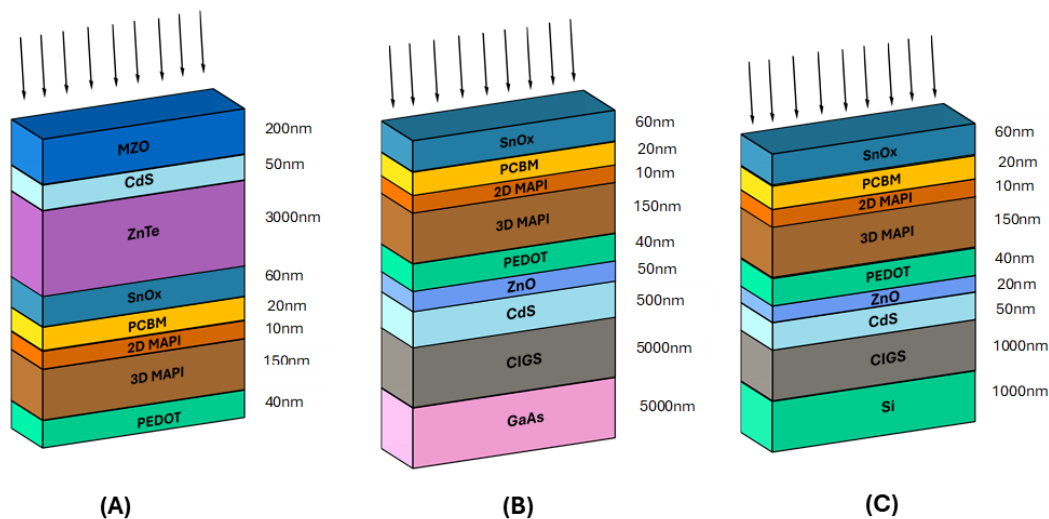 MZO
200nm
CdS
50nm
ZnTe
3000nm
SnOx
60nm
PCBM
20nm
2D MAPI
10nm
3D MAPI
150nm
PEDOT
40nm
(A)
SnOx
60nm
PCBM
20nm
2D MAPI
10nm
3D MAPI
150nm
PEDOT
40nm
ZnO
50nm
CdS
500nm
CIGS
5000nm
GaAs
5000nm
(B)
SnOx
60nm
PCBM
20nm
2D MAPI
10nm
3D MAPI
150nm
PEDOT
40nm
ZnO
20nm
CdS
50nm
CIGS
1000nm
Si
1000nm
(C)